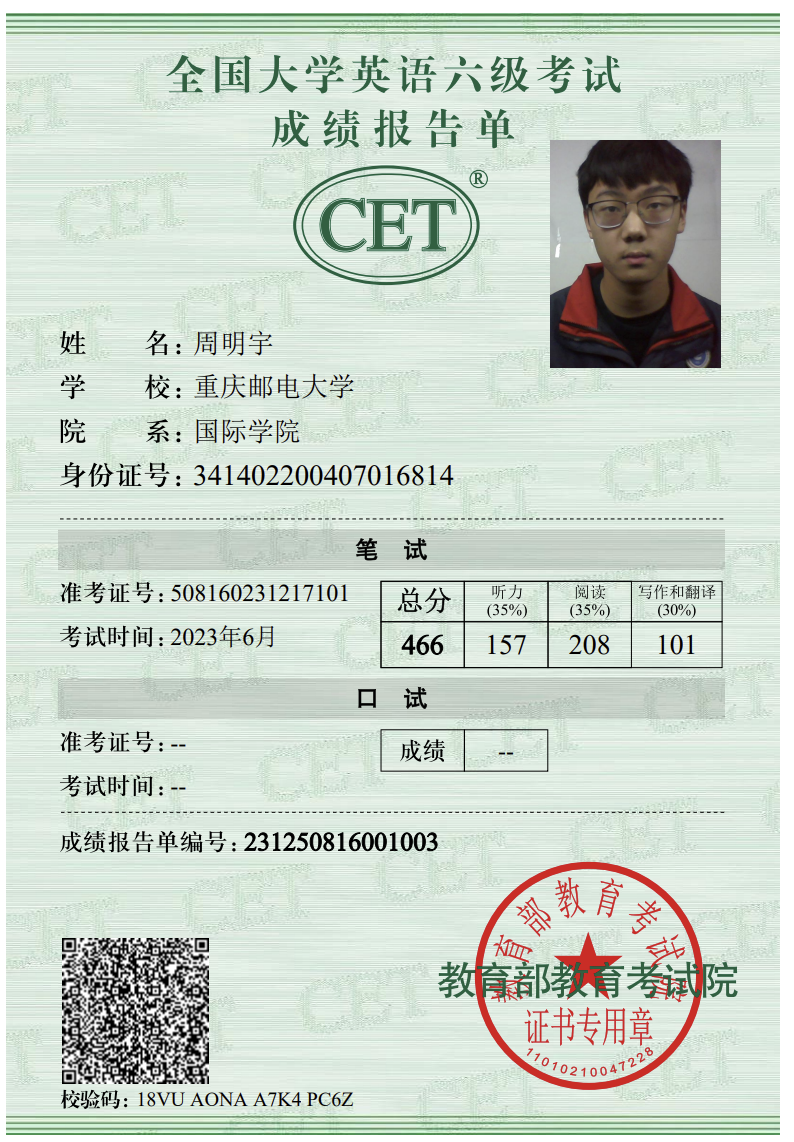 全国大学英语六级考试
成绩报告单
CET®
姓 名：周明宇
学 校：重庆邮电大学
院 系：国际学院
身份证号：341402200407016814
笔 试
准考证号：508160231217101
考试时间：2023年6月
总分 听力 (35%) 阅读 (35%) 写作和翻译 (30%)
466 157 208 101
口 试
准考证号：--
考试时间：--
成绩 --
成绩报告单编号：231250816001003
教育部教育考试院
教育部教育考试院
证书专用章
11010210047228
校验码：18VU AONA A7K4 PC6Z